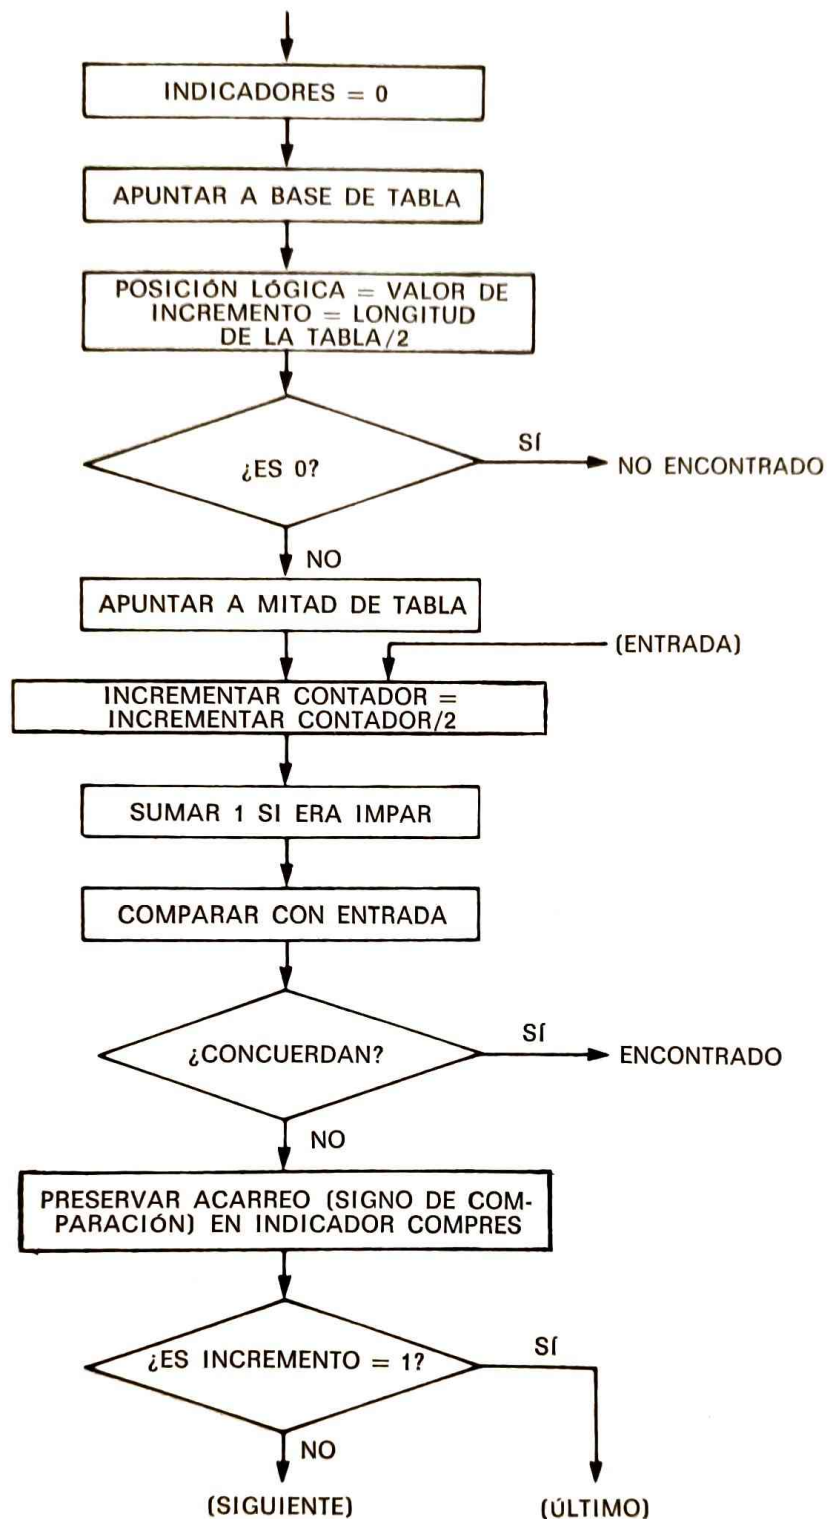 INDICADORES = 0
APUNTAR A BASE DE TABLA
POSICIÓN LÓGICA = VALOR DE
INCREMENTO = LONGITUD
DE LA TABLA/2
¿ES 0?
SÍ
NO ENCONTRADO
NO
APUNTAR A MITAD DE TABLA
(ENTRADA)
INCREMENTAR CONTADOR =
INCREMENTAR CONTADOR/2
SUMAR 1 SI ERA IMPAR
COMPARAR CON ENTRADA
¿CONCUERDAN?
SÍ
ENCONTRADO
NO
PRESERVAR ACARREO (SIGNO DE COM-
PARACIÓN) EN INDICADOR COMPRES
¿ES INCREMENTO = 1?
SÍ
NO
(SIGUIENTE)
(ÚLTIMO)